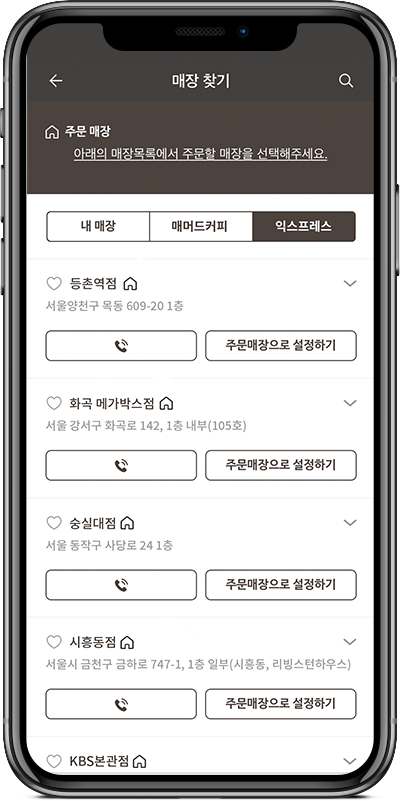 매장 찾기
주문 매장
아래의 매장목록에서 주문할 매장을 선택해주세요.
내 매장
매머드커피
익스프레스
등촌역점
서울양천구 목동 609-20 1층
주문매장으로 설정하기
화곡 메가박스점
서울 강서구 화곡로 142, 1층 내부(105호)
주문매장으로 설정하기
숭실대점
서울 동작구 사당로 24 1층
주문매장으로 설정하기
시흥동점
서울시 금천구 금하로 747-1, 1층 일부(시흥동, 리빙스턴하우스)
주문매장으로 설정하기
KBS본관점